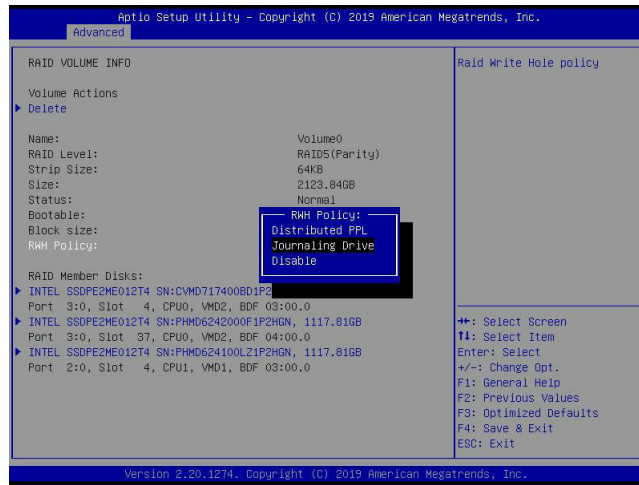 Aptio Setup Utility – Copyright (C) 2019 American Megatrends, Inc.
Advanced
RAID VOLUME INFO
Volume Actions
Delete
Name: Volume0
RAID Level: RAID5(Parity)
Strip Size: 64KB
Size: 2123.84GB
Status: Normal
Bootable:
Block size:
RWH Policy:
RWH Policy:
Distributed PPL
Journaling Drive
Disable
RAID Member Disks:
INTEL SSDPE2ME012T4 SN:CVMD717400BD1P2
Port 3:0, Slot 4, CPU0, VMD2, BDF 03:00.0
INTEL SSDPE2ME012T4 SN:PHMD6242000F1P2HGN, 1117.81GB
Port 3:0, Slot 37, CPU0, VMD2, BDF 04:00.0
INTEL SSDPE2ME012T4 SN:PHMD624100LZ1P2HGN, 1117.81GB
Port 2:0, Slot 4, CPU1, VMD1, BDF 03:00.0
Raid Write Hole policy
→←: Select Screen
↑↓: Select Item
Enter: Select
+/-: Change Opt.
F1: General Help
F2: Previous Values
F3: Optimized Defaults
F4: Save & Exit
ESC: Exit
Version 2.20.1274. Copyright (C) 2019 American Megatrends, Inc.